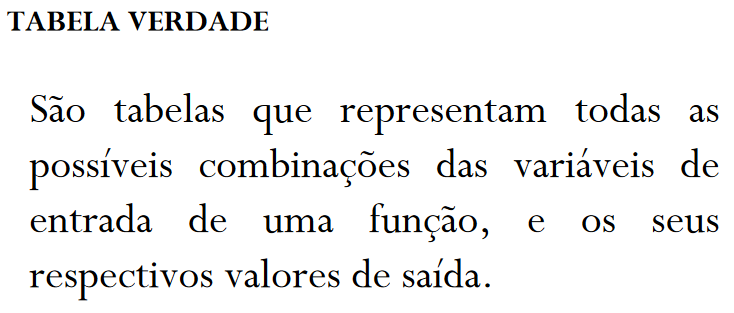 TABELA VERDADE
São tabelas que representam todas as
possíveis combinações das variáveis de
entrada de uma função, e os seus
respectivos valores de saída.